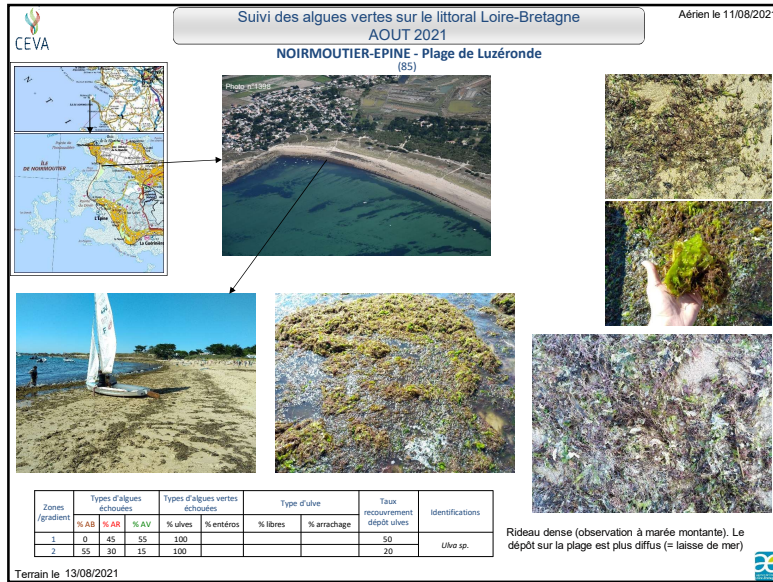 CEVA
Suivi des algues vertes sur le littoral Loire-Bretagne
AOUT 2021
Aérien le 11/08/2021
NOIRMOUTIER-EPINE - Plage de Luzéronde
(85)
Photo n°1398
ÎLE
DE NOIRMOUTIER
l'Épine
La Guérinière
Zones /gradient
Types d'algues échouées
Types d'algues vertes échouées
Type d'ulve
Taux recouvrement dépôt ulves
Identifications
% AB % AR % AV % ulves % entéros % libres % arrachage
1 0 45 55 100 50
2 55 30 15 100 20
Ulva sp.
Rideau dense (observation à marée montante). Le
dépôt sur la plage est plus diffus (= laisse de mer)
Terrain le 13/08/2021